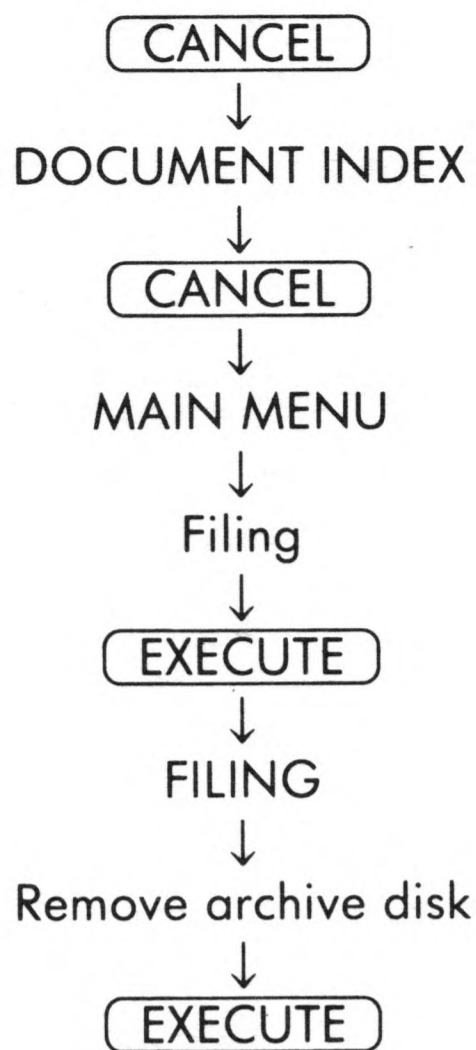 CANCEL
↓
DOCUMENT INDEX
↓
CANCEL
↓
MAIN MENU
↓
Filing
↓
EXECUTE
↓
FILING
↓
Remove archive disk
↓
EXECUTE